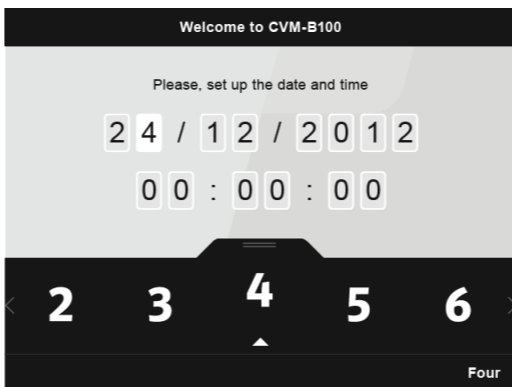 Welcome to CVM-B100
Please, set up the date and time
24/12/2012
00:00:00
2 3 4 5 6
Four